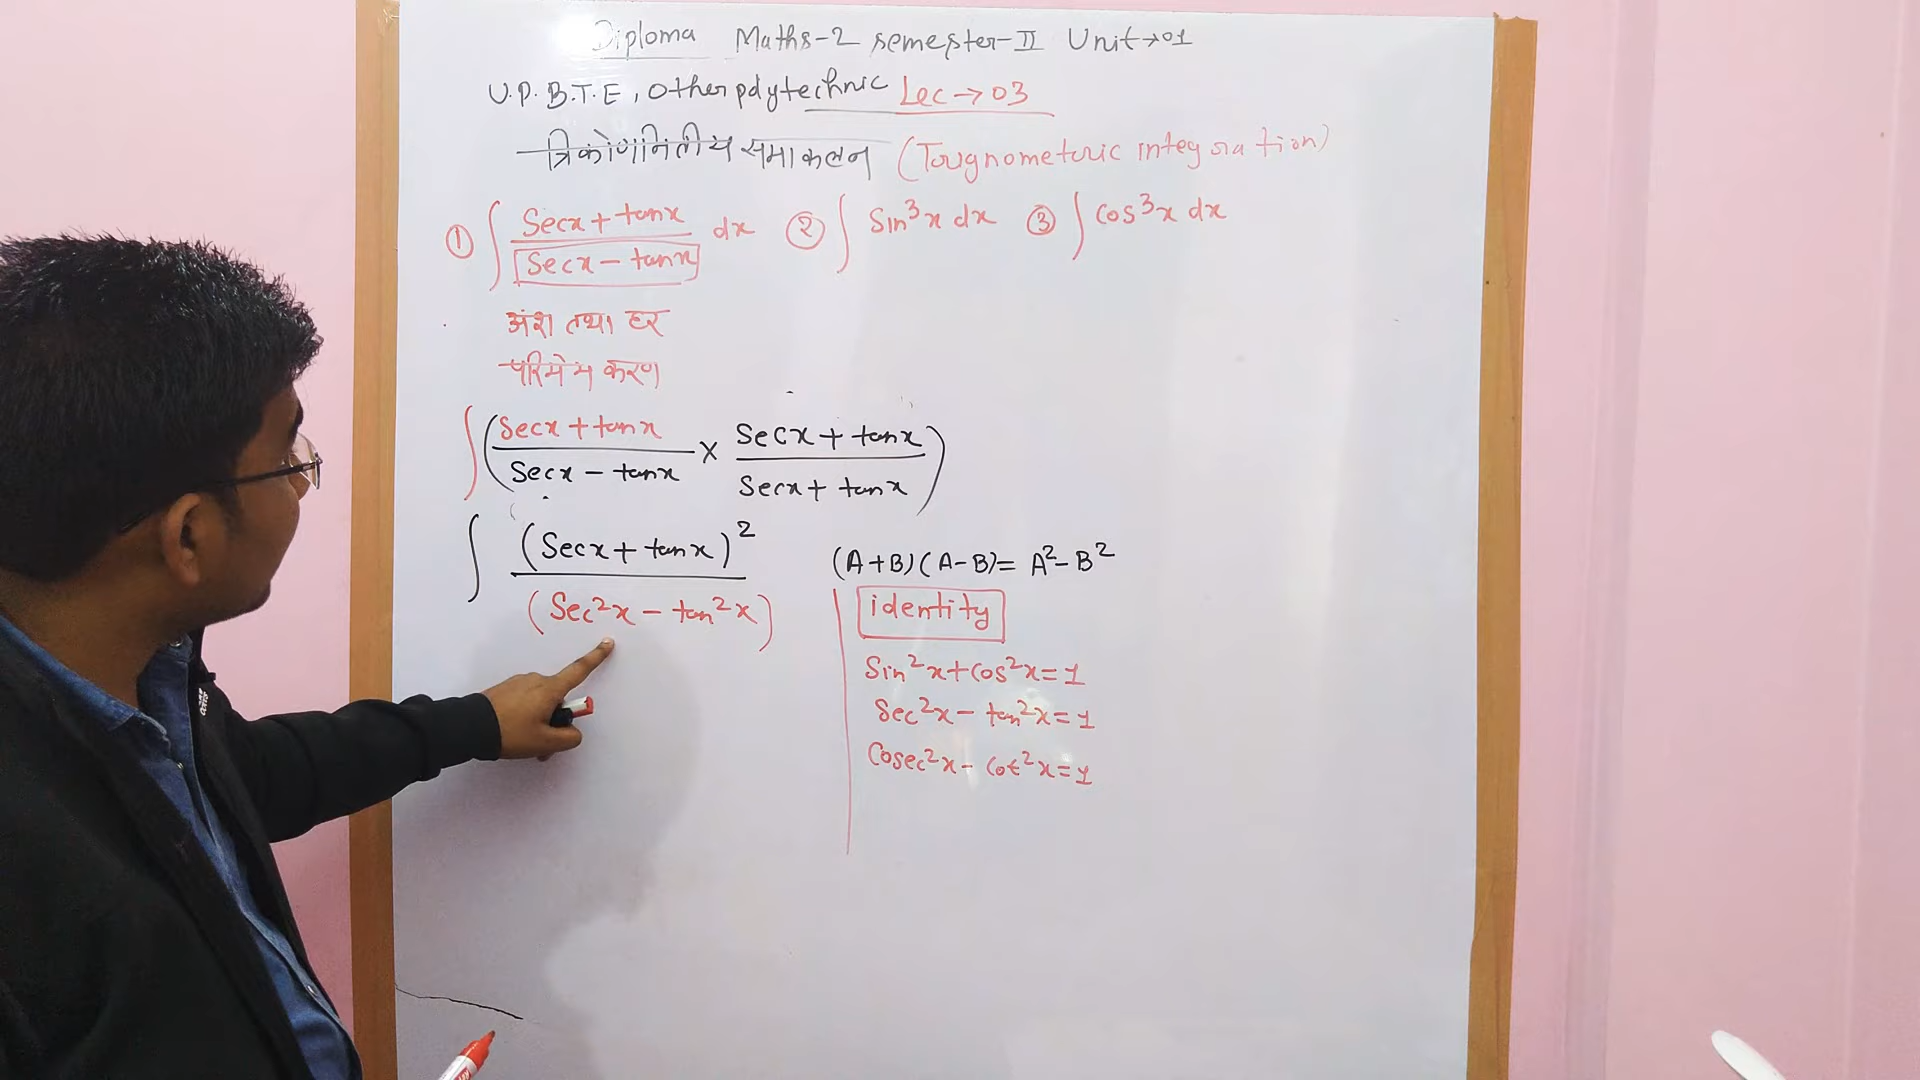 Diploma Maths-2 semester-II Unit→01
U.P.B.T.E, Other polytechnic Lec→03
त्रिकोणमितीय समाकलन (Trignometric integration)
① ∫ Secx + tanx / Secx - tanx dx ② ∫ Sin³x dx ③ ∫ Cos³x dx
अंश तथा हर
परिमेय करण
∫ (Secx + tanx / Secx - tanx × Secx + tanx / Secx + tanx)
∫ (Secx + tanx)² / (Sec²x - tan²x)
(A+B)(A-B)= A²-B²
identity
Sin²x+Cos²x=1
Sec²x - tan²x=1
Cosec²x - Cot²x=1